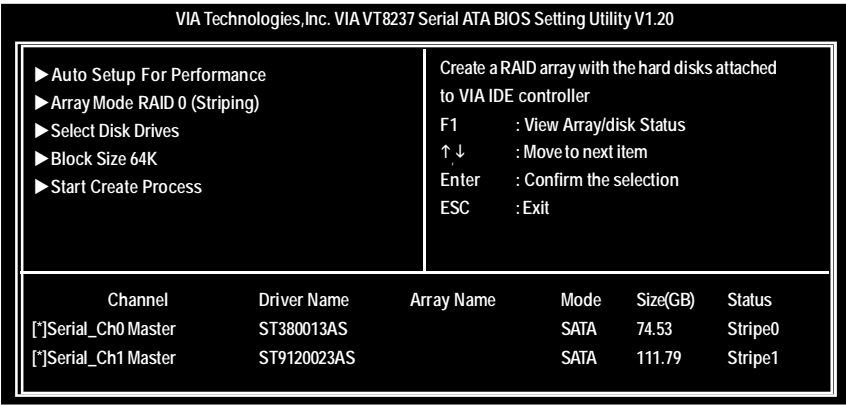 VIA Technologies,Inc. VIA VT8237 Serial ATA BIOS Setting Utility V1.20
▶Auto Setup For Performance
▶Array Mode RAID 0 (Striping)
▶Select Disk Drives
▶Block Size 64K
▶Start Create Process
Create a RAID array with the hard disks attached
to VIA IDE controller
F1 : View Array/disk Status
↑,↓ : Move to next item
Enter : Confirm the selection
ESC : Exit
Channel Driver Name Array Name Mode Size(GB) Status
[*]Serial_Ch0 Master ST380013AS SATA 74.53 Stripe0
[*]Serial_Ch1 Master ST9120023AS SATA 111.79 Stripe1